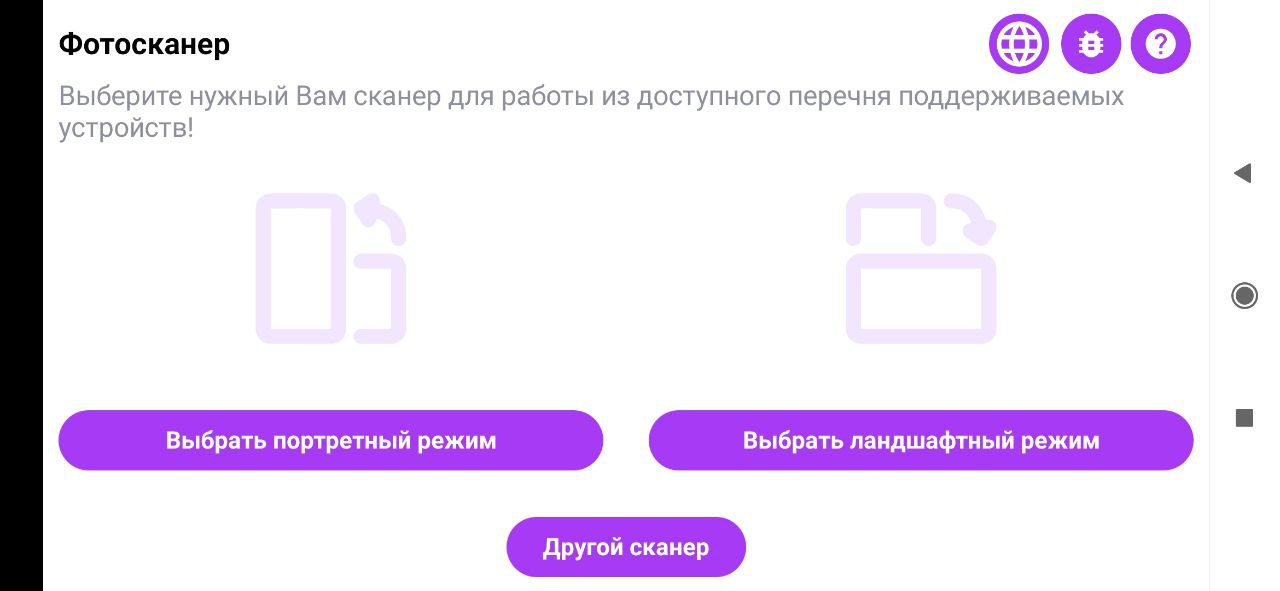 Фотосканер
Выберите нужный Вам сканер для работы из доступного перечня поддерживаемых
устройств!
Выбрать портретный режим
Выбрать ландшафтный режим
Другой сканер